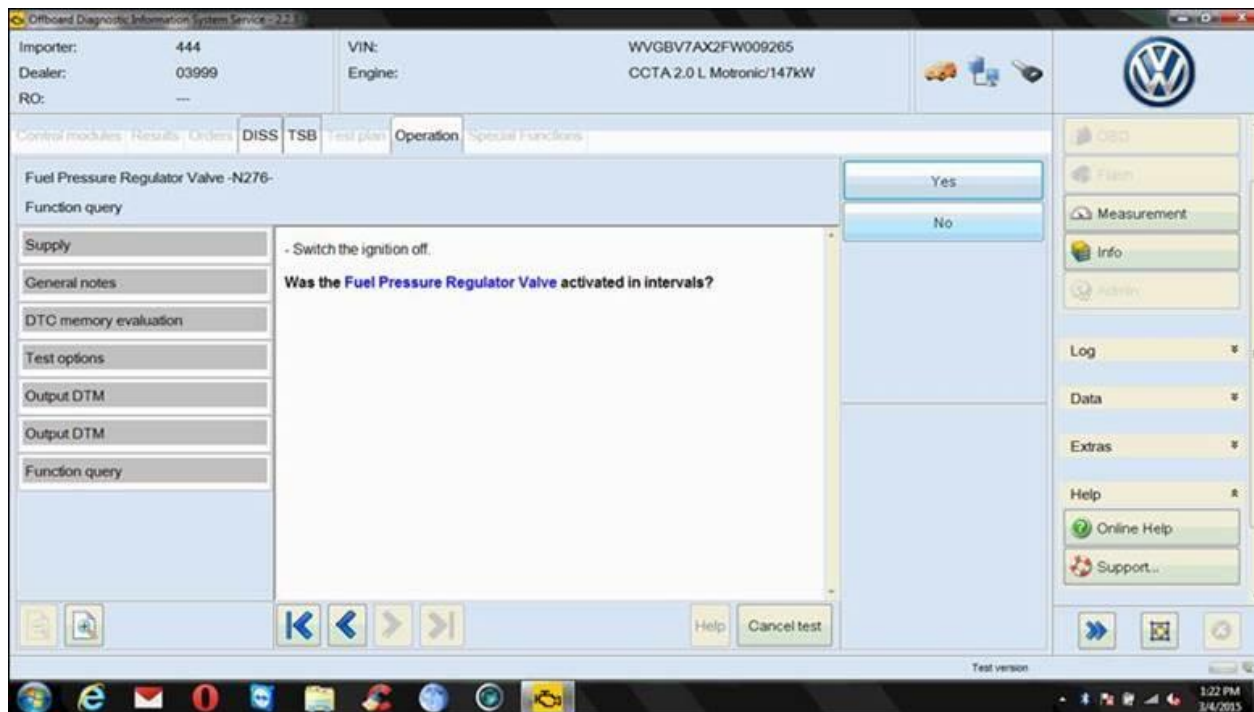 Offboard Diagnostic Information System Service - 2.2.
Importer: 444 VIN: WVGBV7AX2FW009265
Dealer: 03999 Engine: CCTA 2.0 L Motronic/147kW
RO: ---
Control modules Results Orders DISS TSB Test plan Operation Special Functions
Fuel Pressure Regulator Valve -N276-
Function query
Yes
No
Supply
General notes
DTC memory evaluation
Test options
Output DTM
Output DTM
Function query
- Switch the ignition off.
Was the Fuel Pressure Regulator Valve activated in intervals?
Help
Cancel test
OBD
Flash
Measurement
Info
Admin
Log
Data
Extras
Help
Online Help
Support...
Test version
1:22 PM
3/4/2015